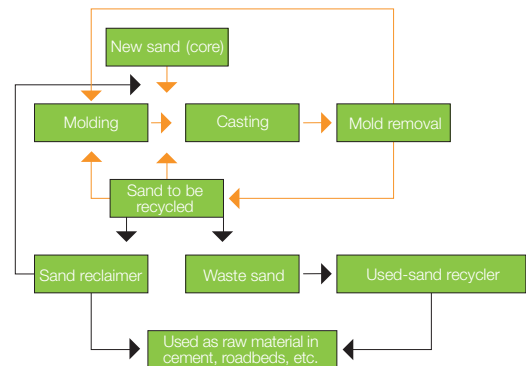 New sand (core)
Molding
Casting
Mold removal
Sand to be
recycled
Sand reclaimer
Waste sand
Used-sand recycler
Used as raw material in
cement, roadbeds, etc.